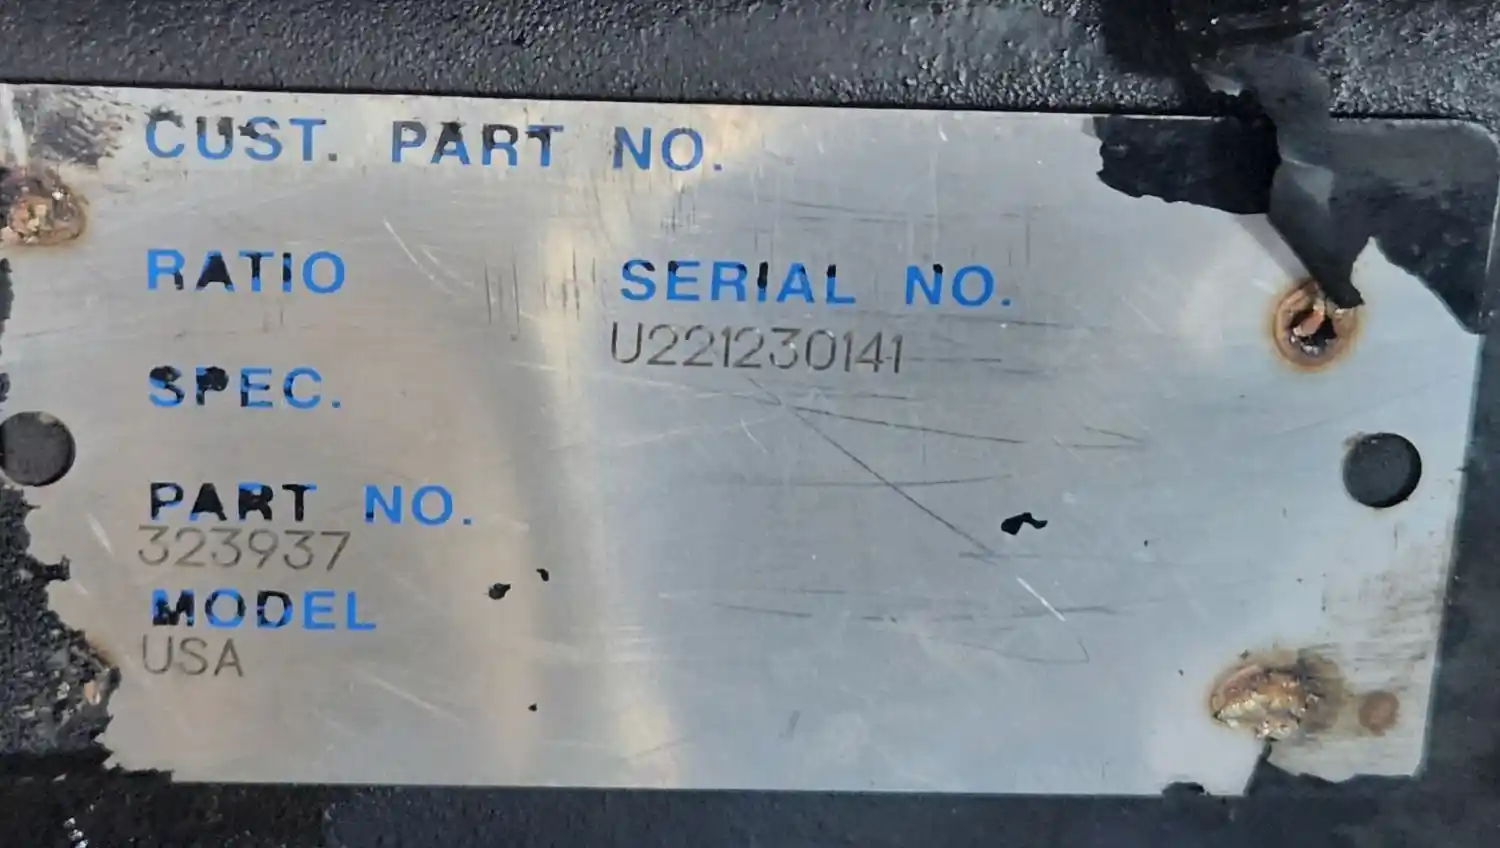 CUST. PART NO.
RATIO
SERIAL NO.
U221230141
SPEC.
PART NO.
323937
MODEL
USA